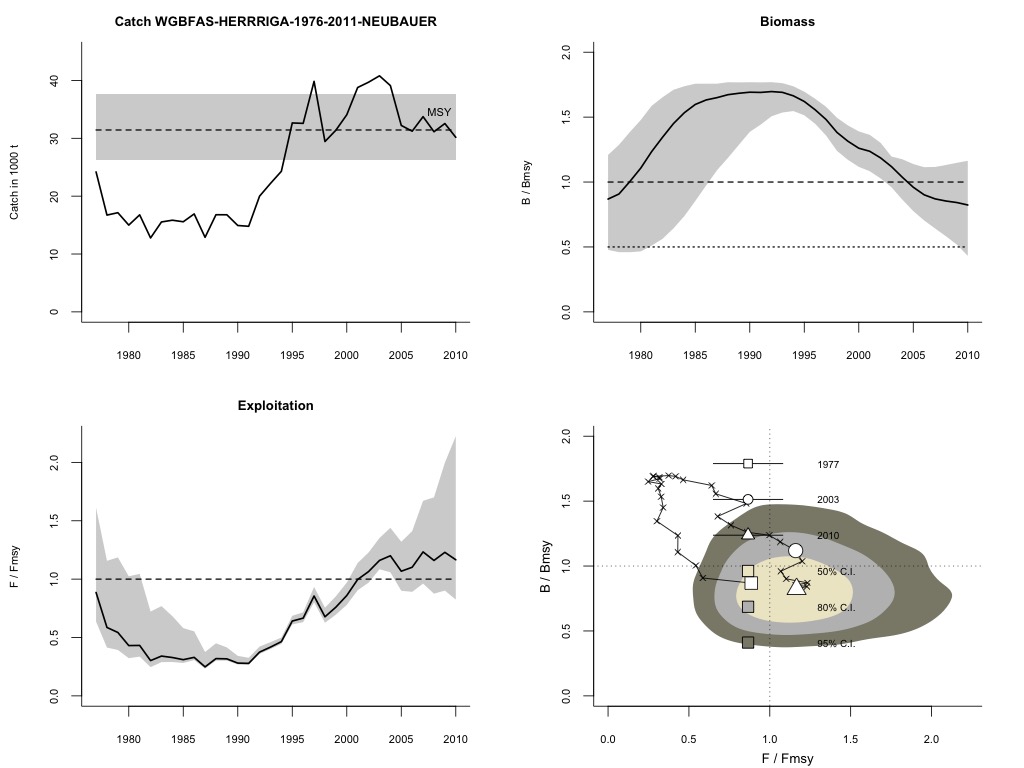 Catch WGBFAS-HERRRIGA-1976-2011-NEUBAUER
Catch in 1000 t
40
30
20
10
0
MSY
1980 1985 1990 1995 2000 2005 2010
Biomass
B / Bmsy
2.0
1.5
1.0
0.5
0.0
1980 1985 1990 1995 2000 2005 2010
Exploitation
F / Fmsy
2.0
1.5
1.0
0.5
0.0
1980 1985 1990 1995 2000 2005 2010
B / Bmsy
2.0
1.5
1.0
0.5
0.0
1977
2003
2010
50% C.I.
80% C.I.
95% C.I.
0.0 0.5 1.0 1.5 2.0
F / Fmsy